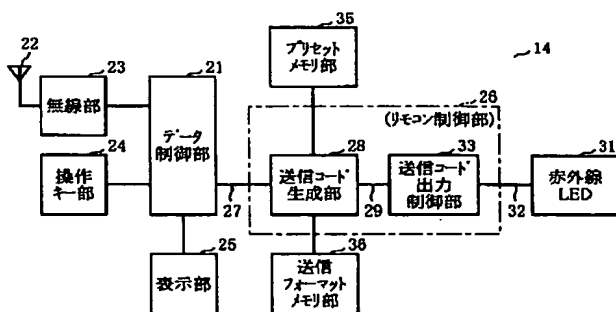 35
プリセット
メモリ部
14
22
23
無線部
21
データ
制御部
26
(リモコン制御部)
24
操作
キー部
28
送信コード
生成部
33
送信コード
出力
制御部
31
赤外線
LED
27
29
32
25
表示部
36
送信
フォーマット
メモリ部